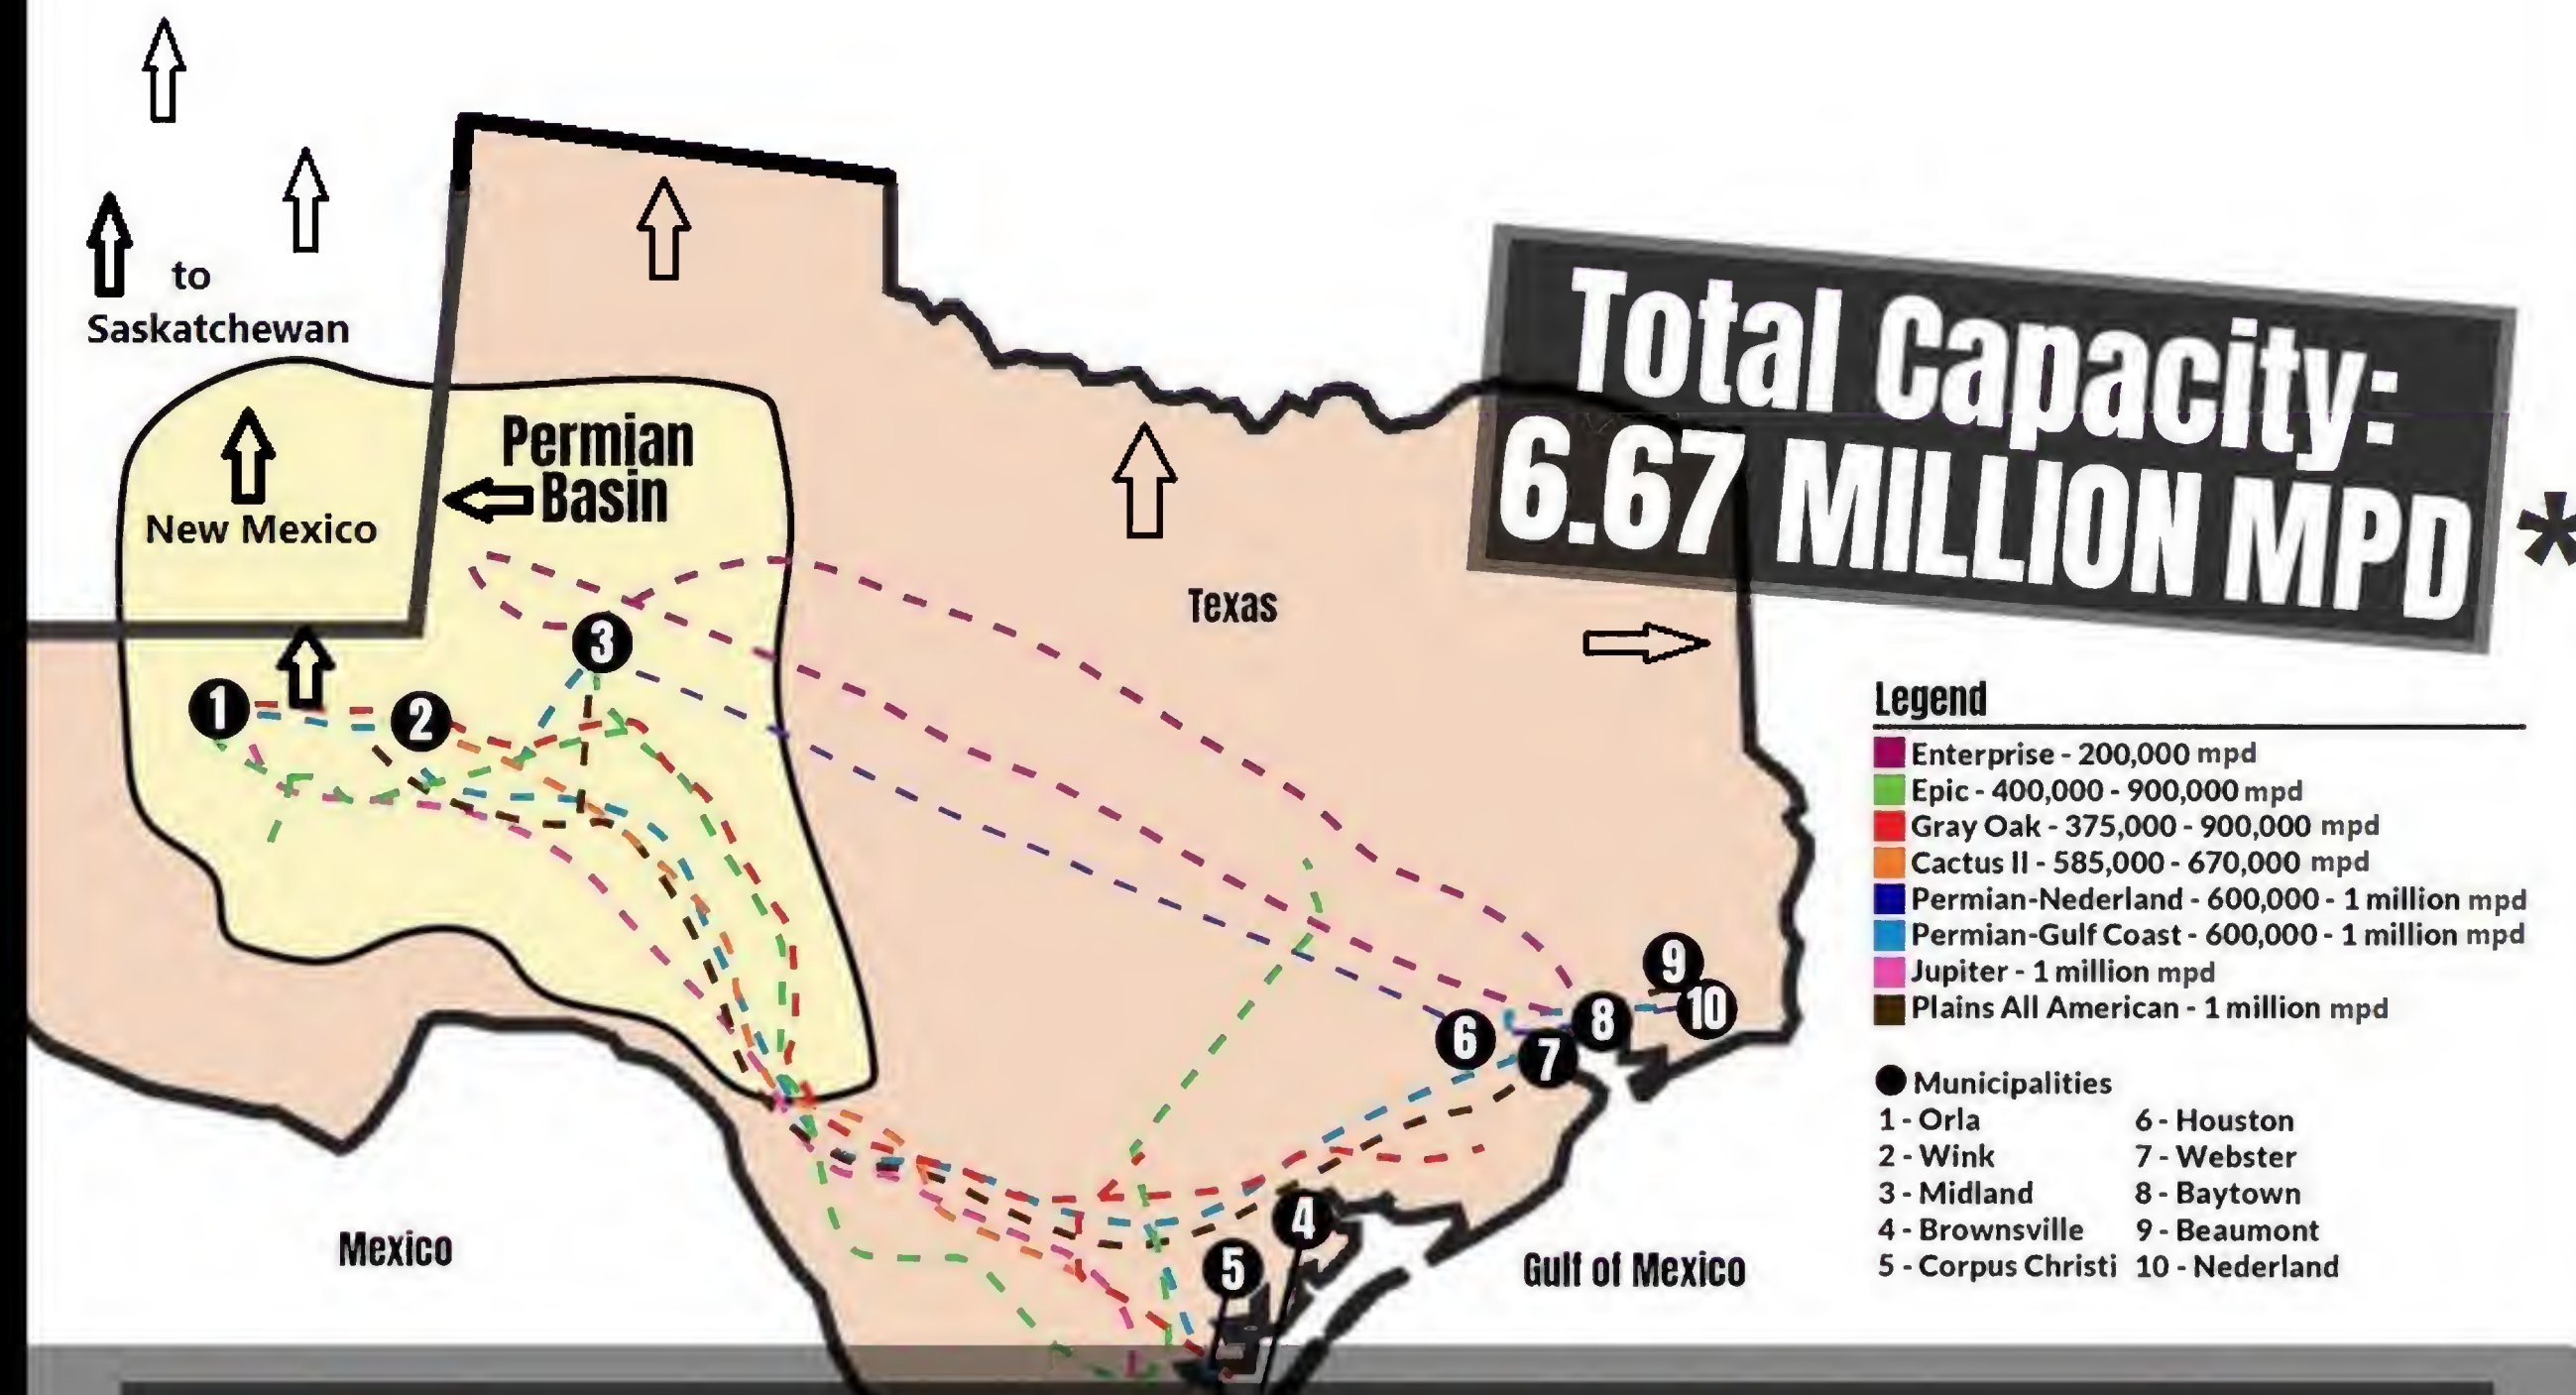 to
Saskatchewan
Permian
Basin
New Mexico
Total Capacity:
6.67 MILLION MPD *
Texas
3
1
2
9
10
8
6
7
4
5
Mexico
Gulf of Mexico
Legend
Enterprise - 200,000 mpd
Epic - 400,000 - 900,000 mpd
Gray Oak - 375,000 - 900,000 mpd
Cactus II - 585,000 - 670,000 mpd
Permian-Nederland - 600,000 - 1 million mpd
Permian-Gulf Coast - 600,000 - 1 million mpd
Jupiter - 1 million mpd
Plains All American - 1 million mpd
Municipalities
1 - Orla
2 - Wink
3 - Midland
4 - Brownsville
5 - Corpus Christi
6 - Houston
7 - Webster
8 - Baytown
9 - Beaumont
10 - Nederland